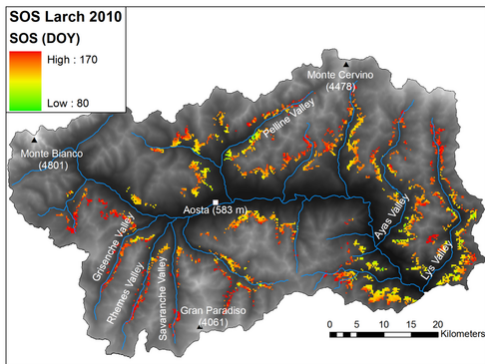 SOS Larch 2010
SOS (DOY)
High : 170
Low : 80
Monte Cervino
(4478)
Pelline Valley
Monte Bianco
(4801)
Aosta (583 m)
Ayas Valley
Lys Valley
Grisenche Valley
Rhemes Valley
Savaranche Valley
Gran Paradiso
(4061)
0 5 10 15 20
Kilometers